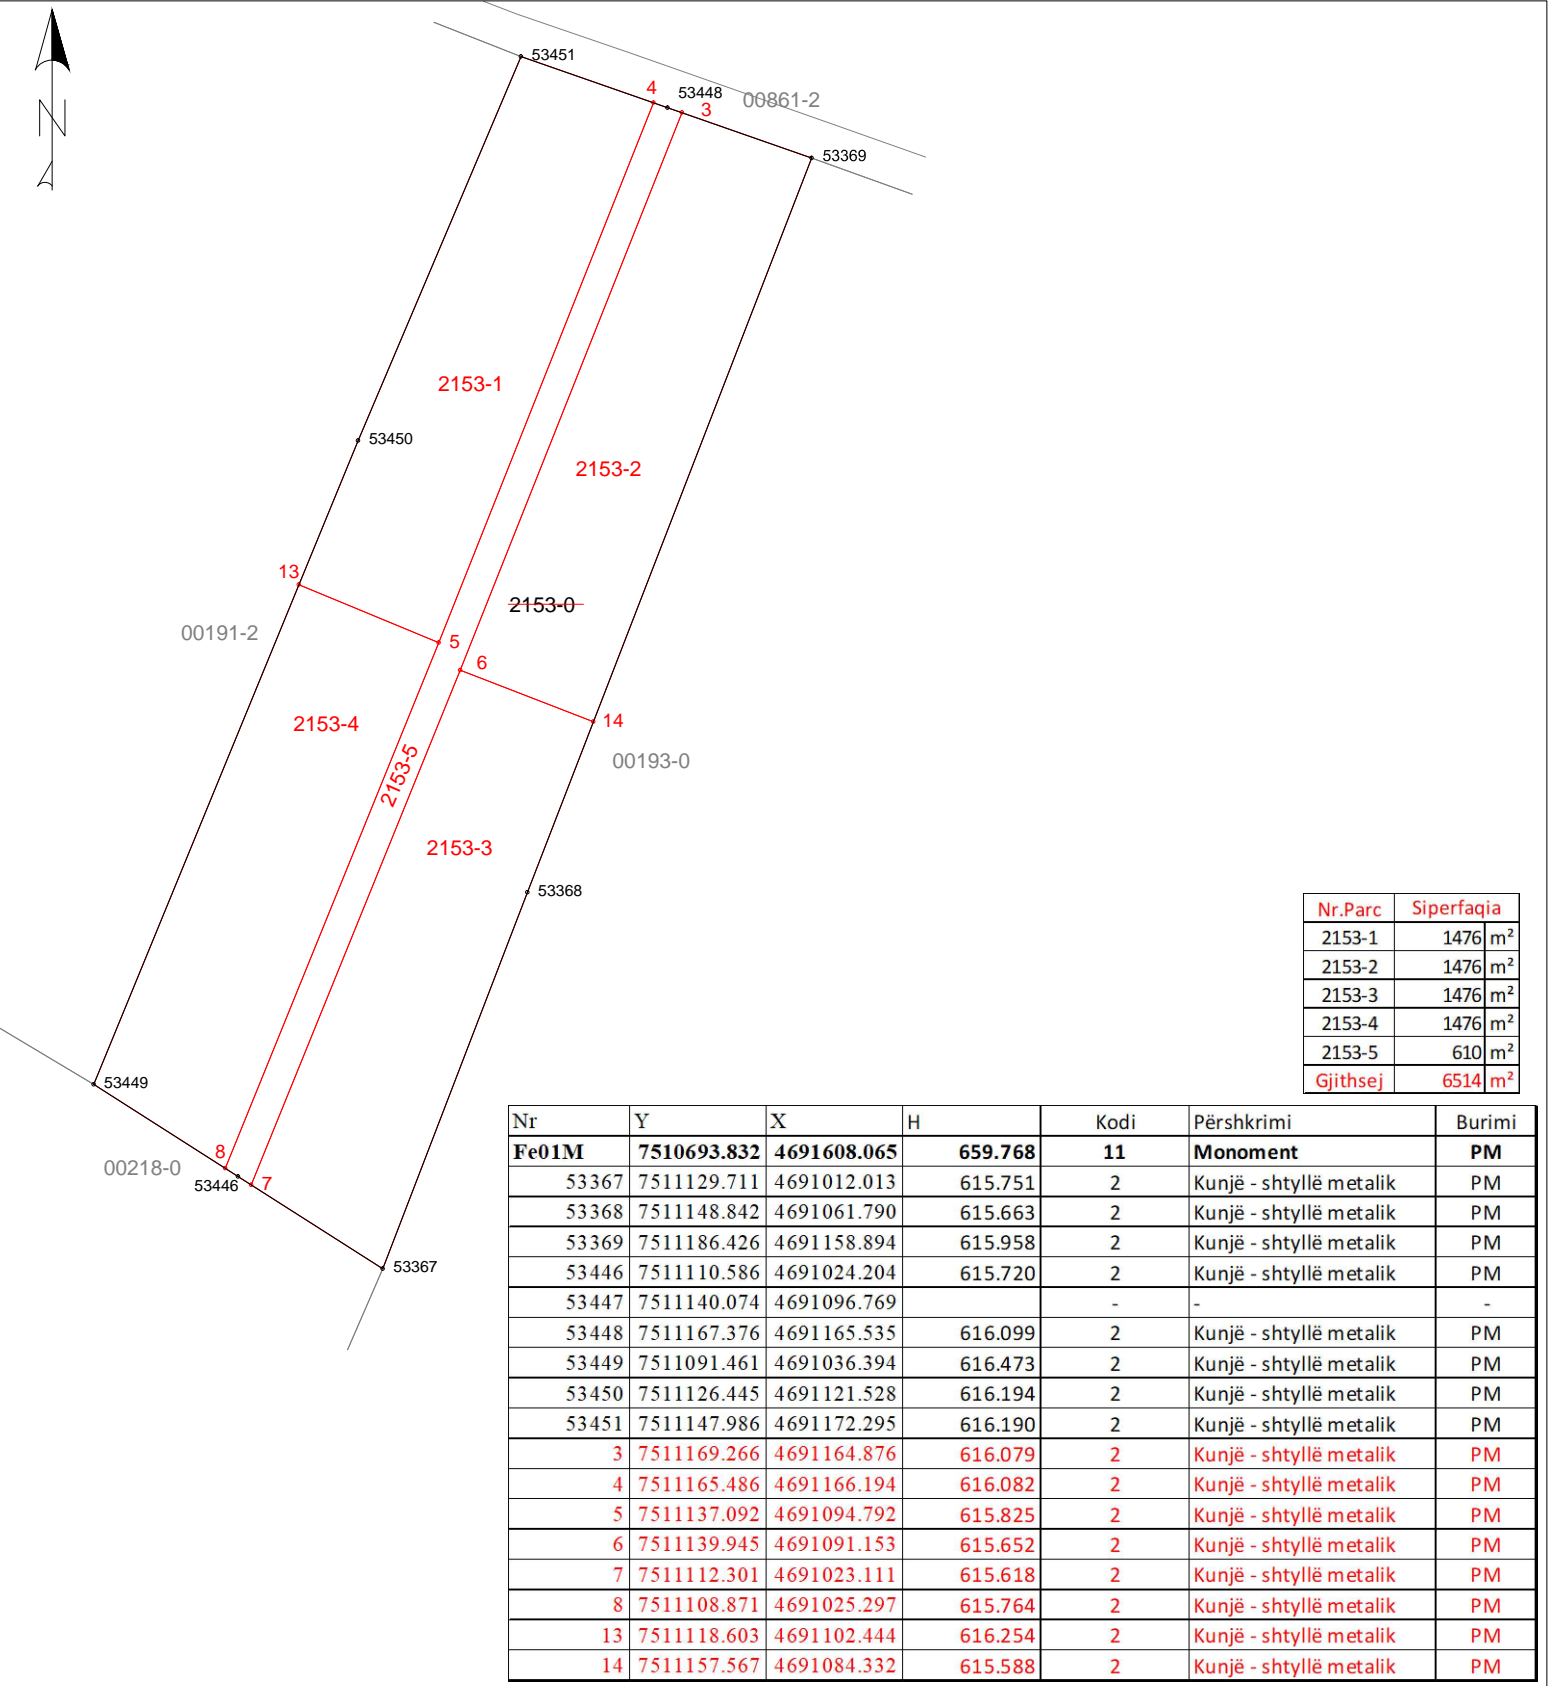 53451
4
53448
3
00861-2
N
53369
2153-1
53450
2153-2
13
2153-0
00191-2
5
6
2153-4
14
2153-5
00193-0
2153-3
53368
53449
8
00218-0
53446
7
53367
Nr.Parc Siperfaqia
2153-1 1476 m²
2153-2 1476 m²
2153-3 1476 m²
2153-4 1476 m²
2153-5 610 m²
Gjithsej 6514 m²
Nr Y X H Kodi Përshkrimi Burimi
Fe01M 7510693.832 4691608.065 659.768 11 Monoment PM
53367 7511129.711 4691012.013 615.751 2 Kunjë - shtyllë metalik PM
53368 7511148.842 4691061.790 615.663 2 Kunjë - shtyllë metalik PM
53369 7511186.426 4691158.894 615.958 2 Kunjë - shtyllë metalik PM
53446 7511110.586 4691024.204 615.720 2 Kunjë - shtyllë metalik PM
53447 7511140.074 4691096.769 - - -
53448 7511167.376 4691165.535 616.099 2 Kunjë - shtyllë metalik PM
53449 7511091.461 4691036.394 616.473 2 Kunjë - shtyllë metalik PM
53450 7511126.445 4691121.528 616.194 2 Kunjë - shtyllë metalik PM
53451 7511147.986 4691172.295 616.190 2 Kunjë - shtyllë metalik PM
3 7511169.266 4691164.876 616.079 2 Kunjë - shtyllë metalik PM
4 7511165.486 4691166.194 616.082 2 Kunjë - shtyllë metalik PM
5 7511137.092 4691094.792 615.825 2 Kunjë - shtyllë metalik PM
6 7511139.945 4691091.153 615.652 2 Kunjë - shtyllë metalik PM
7 7511112.301 4691023.111 615.618 2 Kunjë - shtyllë metalik PM
8 7511108.871 4691025.297 615.764 2 Kunjë - shtyllë metalik PM
13 7511118.603 4691102.444 616.254 2 Kunjë - shtyllë metalik PM
14 7511157.567 4691084.332 615.588 2 Kunjë - shtyllë metalik PM